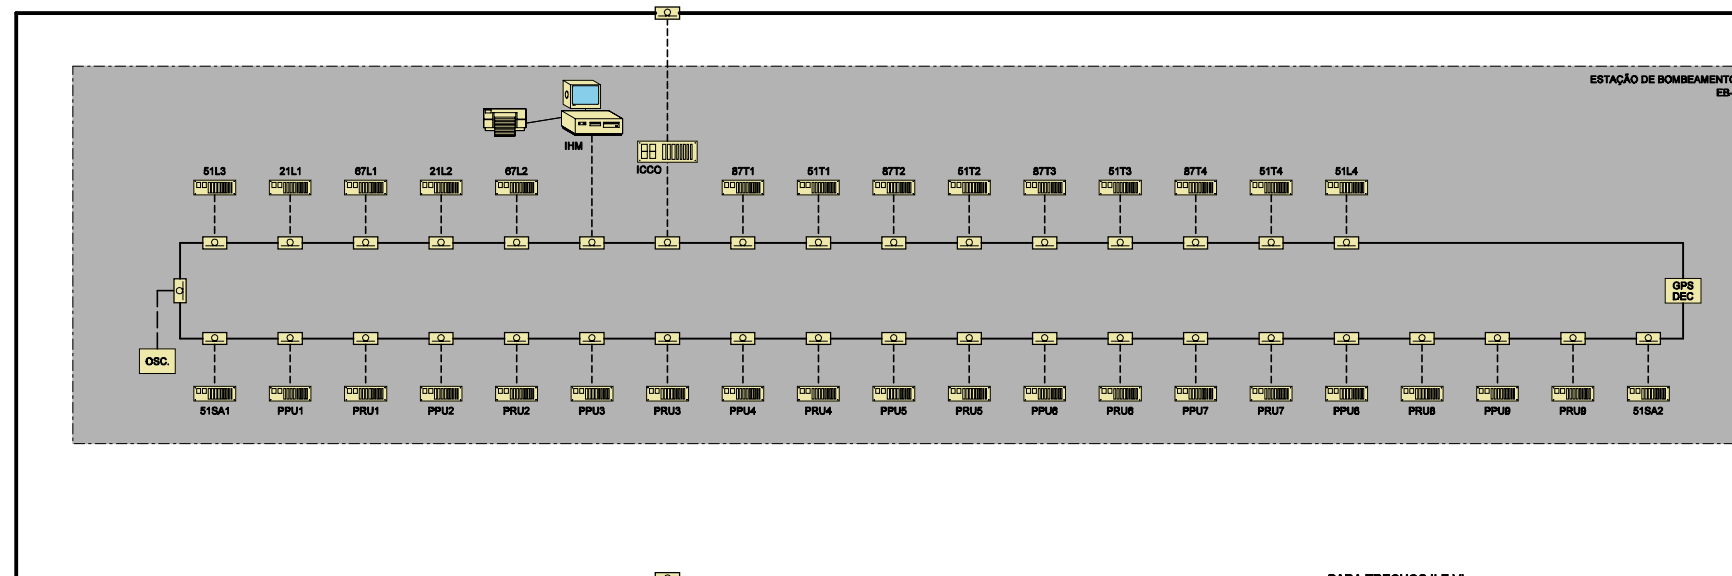 ESTAÇÃO DE BOMBEAMENTO
EB-
IHM
ICCO
51L3 21L1 67L1 21L2 67L2 87T1 51T1 87T2 51T2 87T3 51T3 87T4 51T4 51L4
GPS
DEC
OSC.
51SA1 PPU1 PRU1 PPU2 PRU2 PPU3 PRU3 PPU4 PRU4 PPU5 PRU5 PPU6 PRU6 PPU7 PRU7 PPU8 PRU8 PPU9 PRU9 51SA2